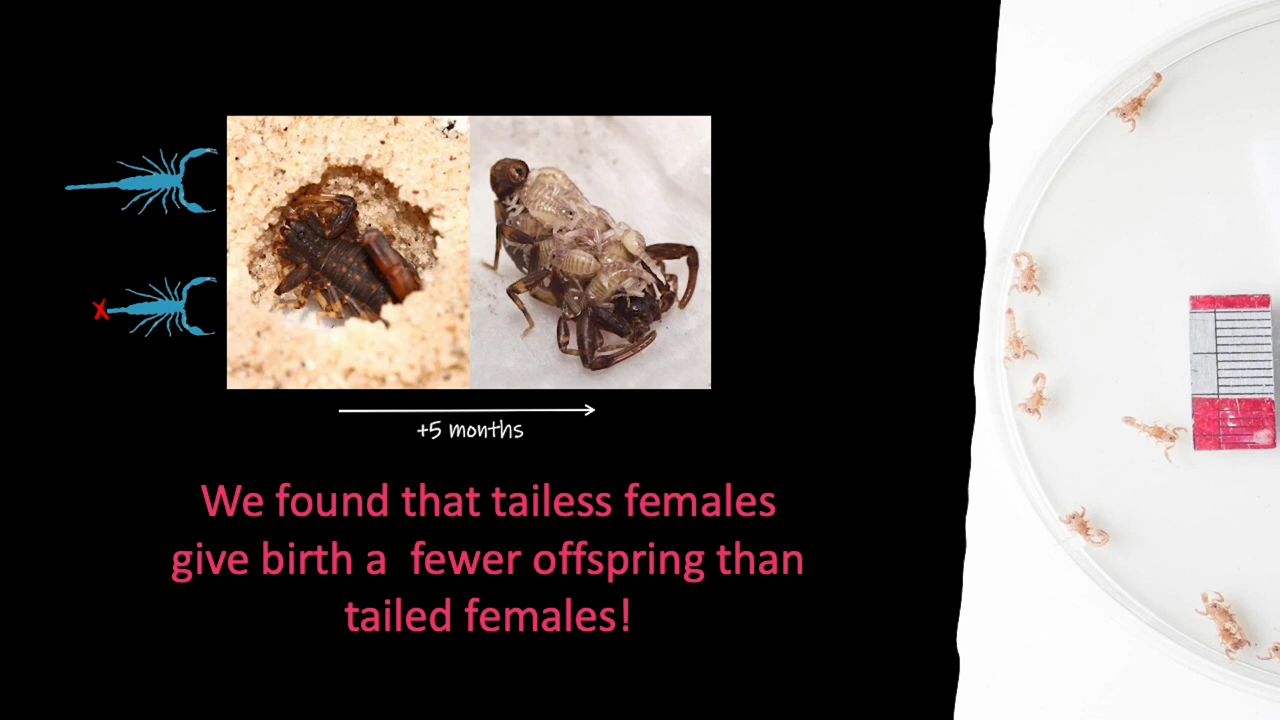 +5 months
We found that tailess females
give birth a  fewer offspring than
tailed females!